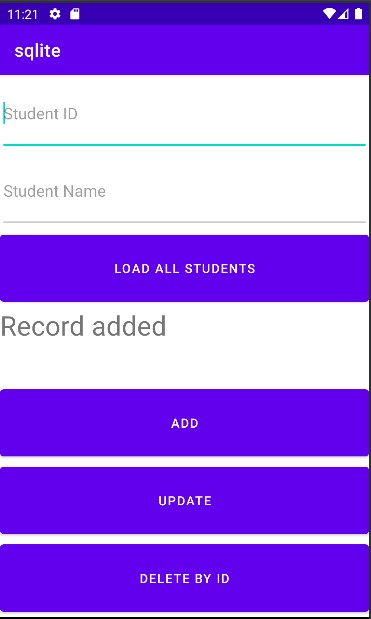 11:21
sqlite
Student ID
Student Name
LOAD ALL STUDENTS
Record added
ADD
UPDATE
DELETE BY ID